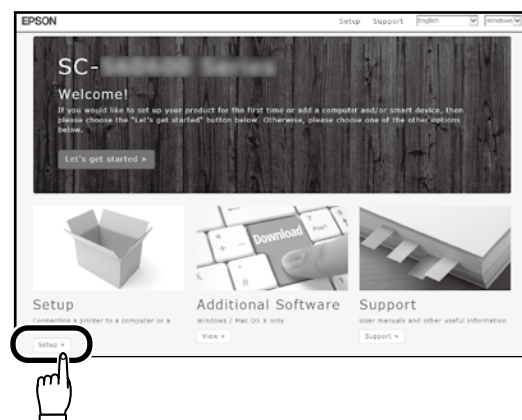 EPSON
Setup Support English Windows
SC-
Welcome!
If you would like to set up your product for the first time or add a computer and/or smart device, then
please choose the "Let's get started" button below. Otherwise, please choose one of the other options
below.
Let's get started »
Download
Setup
Connecting a printer to a computer or a
Setup »
Additional Software
Windows / Mac OS X only
View »
Support
User manuals and other useful information
Support »